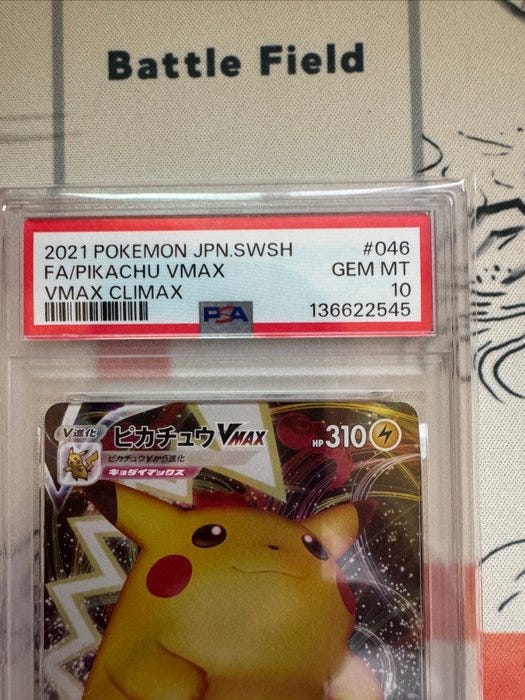 Battle Field
2021 POKEMON JPN.SWSH #046
FA/PIKACHU VMAX GEM MT
VMAX CLIMAX 10
PSA 136622545
V進化 ピカチュウVMAX HP310
ピカチュウVから進化
キョダイマックス